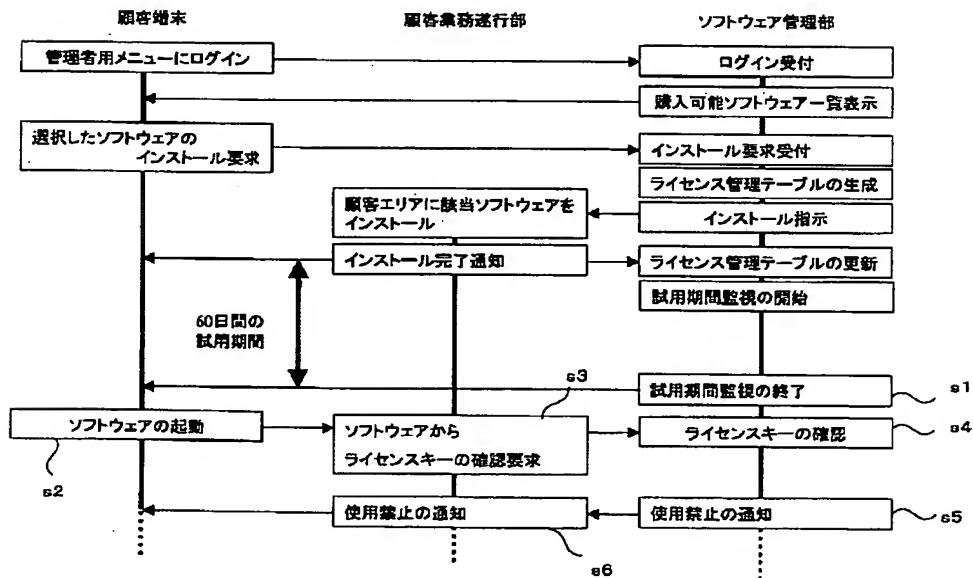 顧客端末
顧客業務遂行部
ソフトウェア管理部
管理者用メニューにログイン
ログイン受付
購入可能ソフトウェア一覧表示
選択したソフトウェアの
インストール要求
インストール要求受付
ライセンス管理テーブルの生成
顧客エリアに該当ソフトウェアを
インストール
インストール指示
インストール完了通知
ライセンス管理テーブルの更新
試用期間監視の開始
60日間の
試用期間
試用期間監視の終了
s1
s3
ソフトウェアの起動
ソフトウェアから
ライセンスキーの確認要求
ライセンスキーの確認
s4
s2
使用禁止の通知
使用禁止の通知
s5
s6